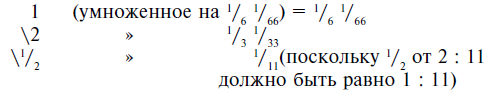 1 (умноженное на 1/6 1/66) = 1/6 1/66
\2 » 1/3 1/33
\1/2 » 1/11(поскольку 1/2 от 2 : 11
должно быть равно 1 : 11)